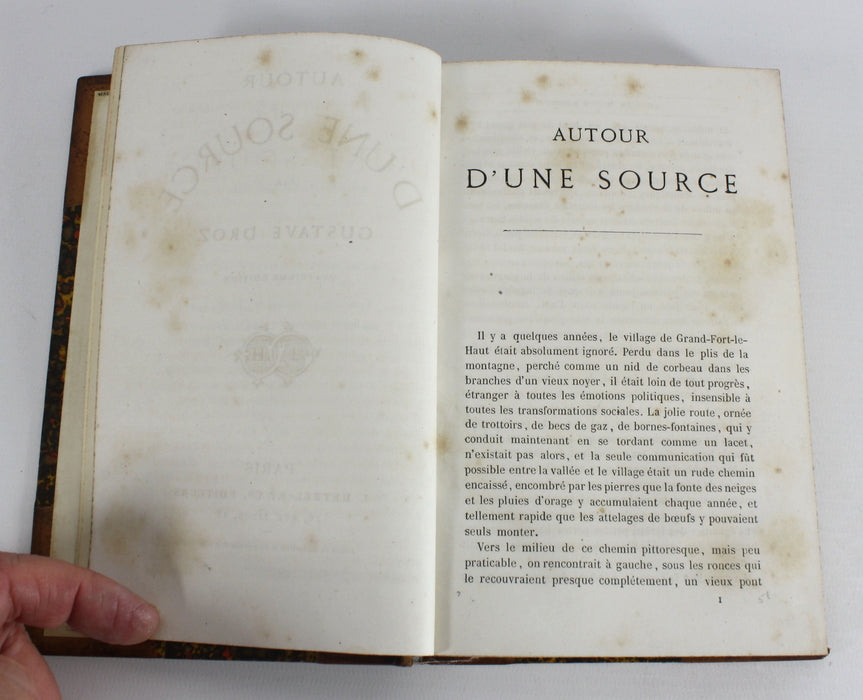 AUTOUR
D'UNE SOURCE
GUSTAVE DROZ
PARIS
AUTOUR
D'UNE SOURCE
Il y a quelques années, le village de Grand-Fort-le-
Haut était absolument ignoré. Perdu dans le plis de la
montagne, perché comme un nid de corbeau dans les
branches d'un vieux noyer, il était loin de tout progrès,
étranger à toutes les émotions politiques, insensible à
toutes les transformations sociales. La jolie route, ornée
de trottoirs, de becs de gaz, de bornes-fontaines, qui y
conduit maintenant en se tordant comme un lacet,
n'existait pas alors, et la seule communication qui fût
possible entre la vallée et le village était un rude chemin
encaissé, encombré par les pierres que la fonte des neiges
et les pluies d'orage y accumulaient chaque année, et
tellement rapide que les attelages de bœufs y pouvaient
seuls monter.
Vers le milieu de ce chemin pittoresque, mais peu
praticable, on rencontrait à gauche, sous les ronces qui
le recouvraient presque complétement, un vieux pont
1